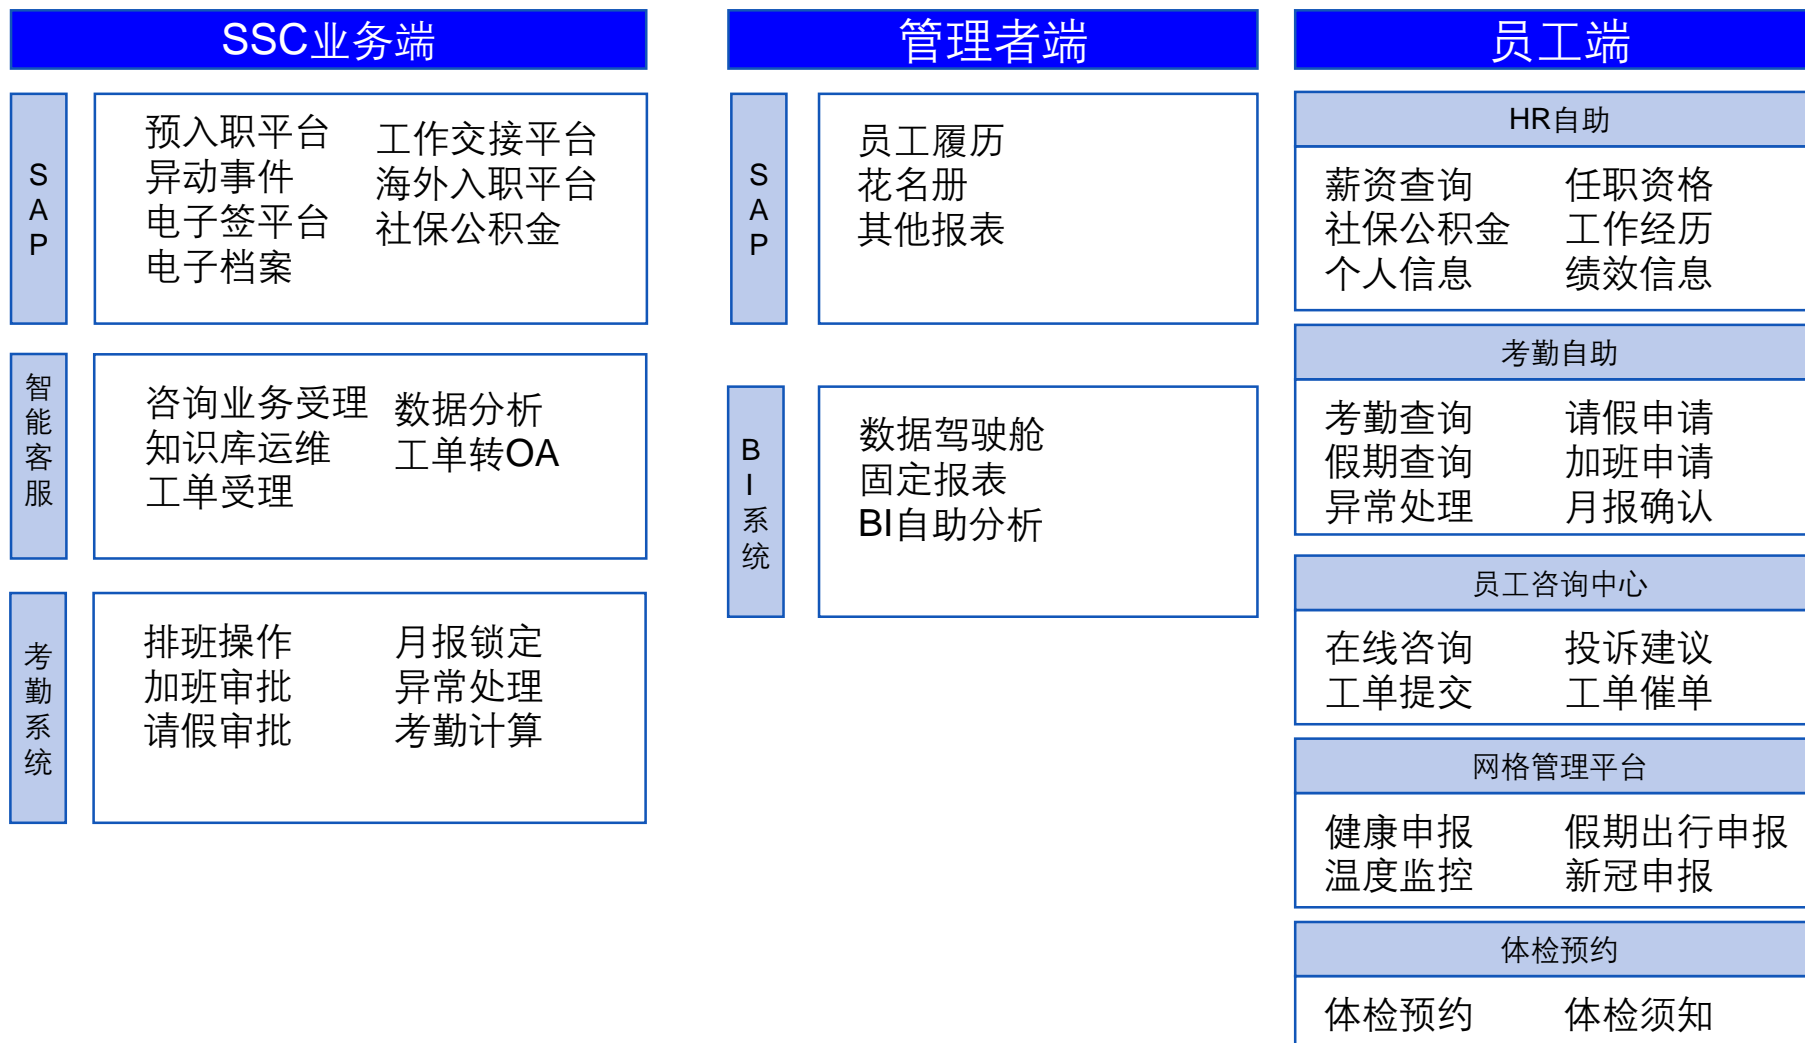 SSC业务端
SAP
预入职平台
异动事件
电子签平台
电子档案
工作交接平台
海外入职平台
社保公积金
智能客服
咨询业务受理
知识库运维
工单受理
数据分析
工单转OA
考勤系统
排班操作
加班审批
请假审批
月报锁定
异常处理
考勤计算
管理者端
SAP
员工履历
花名册
其他报表
BI系统
数据驾驶舱
固定报表
BI自助分析
员工端
HR自助
薪资查询
社保公积金
个人信息
任职资格
工作经历
绩效信息
考勤自助
考勤查询
假期查询
异常处理
请假申请
加班申请
月报确认
员工咨询中心
在线咨询
工单提交
投诉建议
工单催单
网格管理平台
健康申报
温度监控
假期出行申报
新冠申报
体检预约
体检预约
体检须知